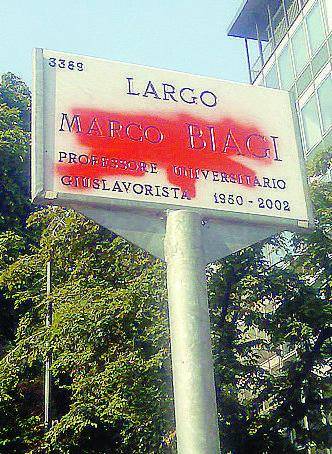 3369
LARGO
MARCO BIAGI
PROFESSORE UNIVERSITARIO
GIUSLAVORISTA 1950-2002